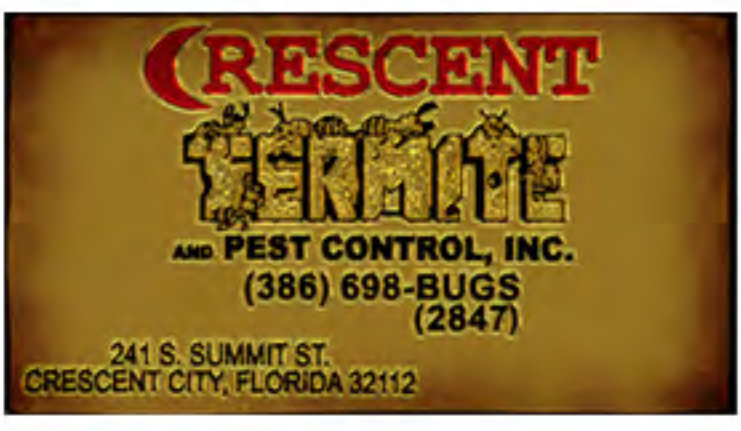 CRESCENT
TERMITE
AND PEST CONTROL, INC.
(386) 698-BUGS
(2847)
241 S. SUMMIT ST.
CRESCENT CITY, FLORIDA 32112